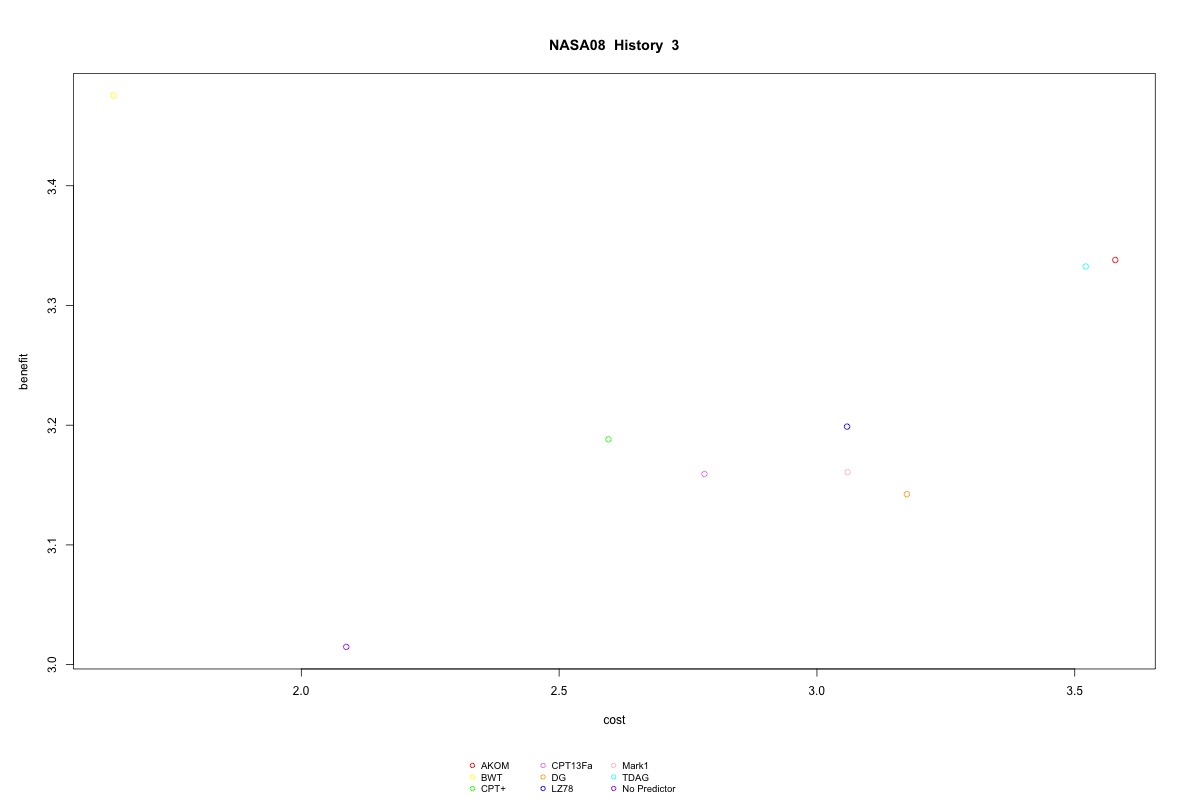 NASA08 History 3
benefit
3.4
3.3
3.2
3.1
3.0
2.0 2.5 3.0 3.5
cost
AKOM CPT13Fa Mark1
BWT DG TDAG
CPT+ LZ78 No Predictor